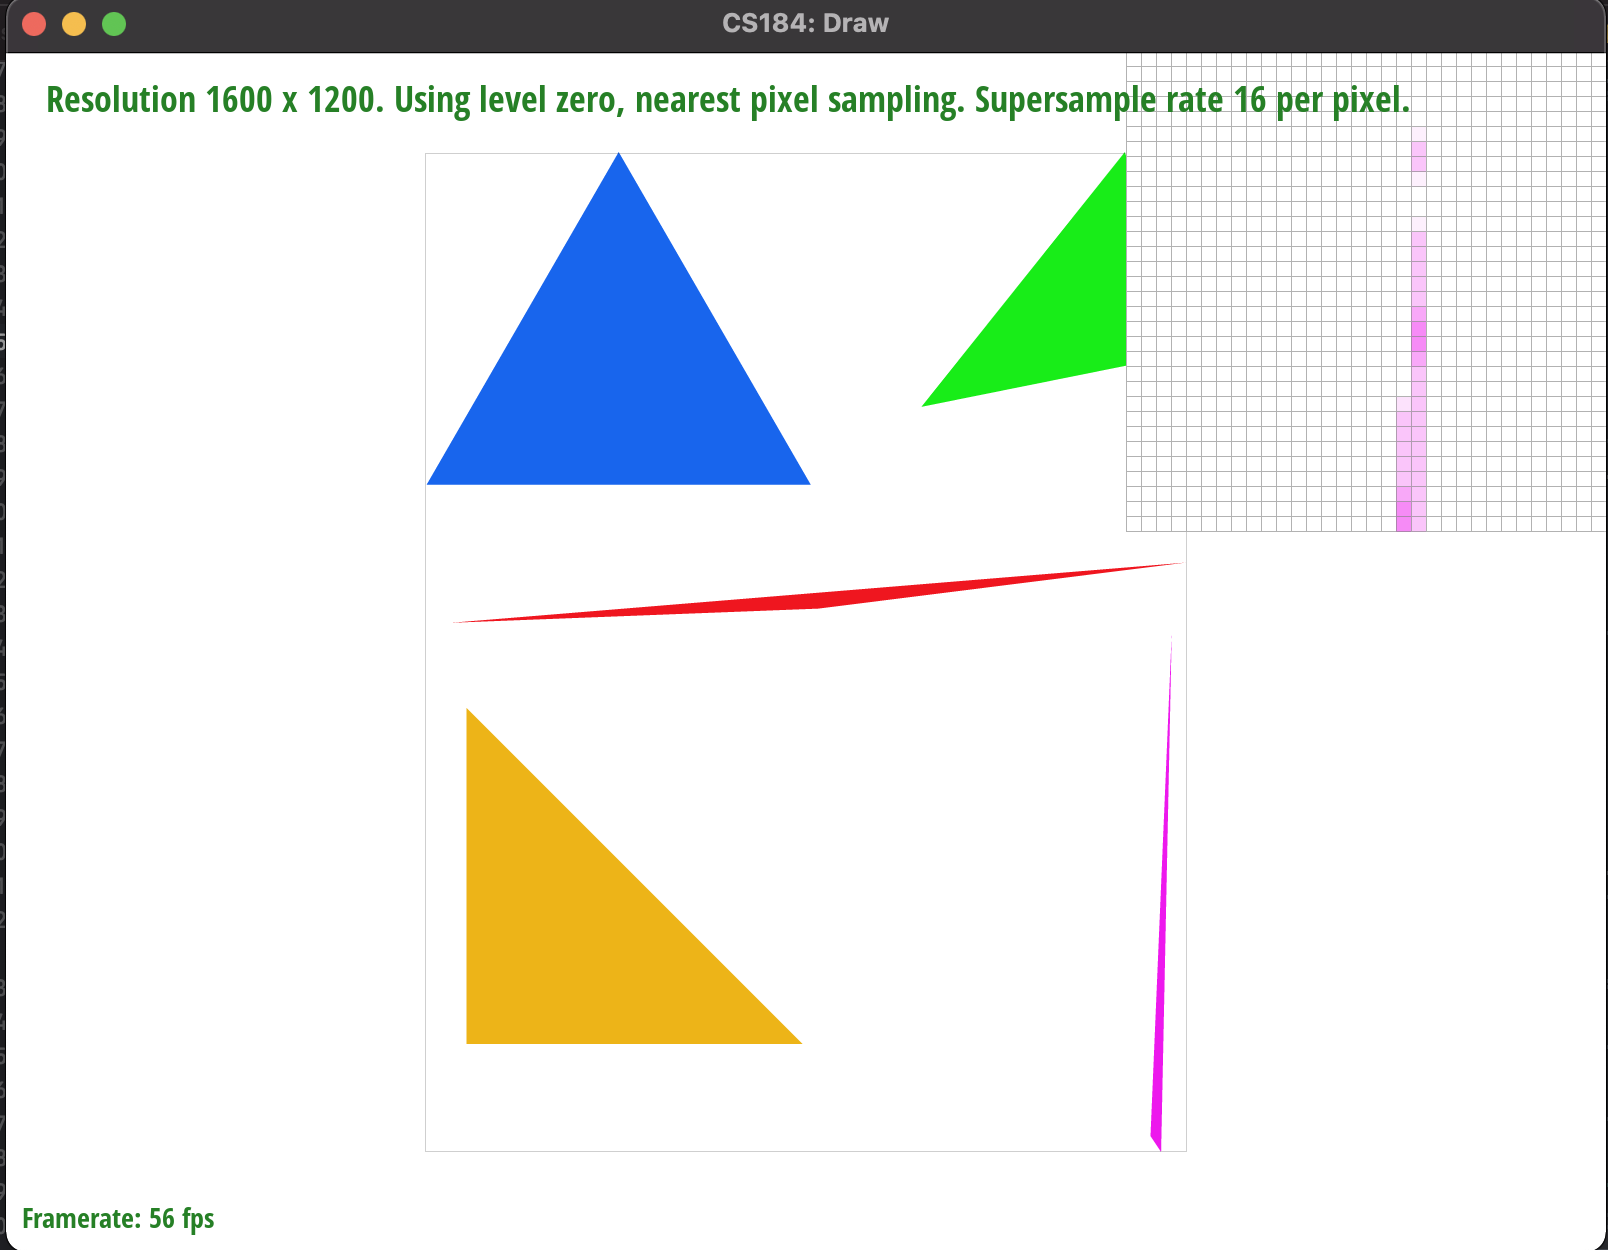 CS184: Draw
Resolution 1600 x 1200. Using level zero, nearest pixel sampling. Supersample rate 16 per pixel.
Framerate: 56 fps